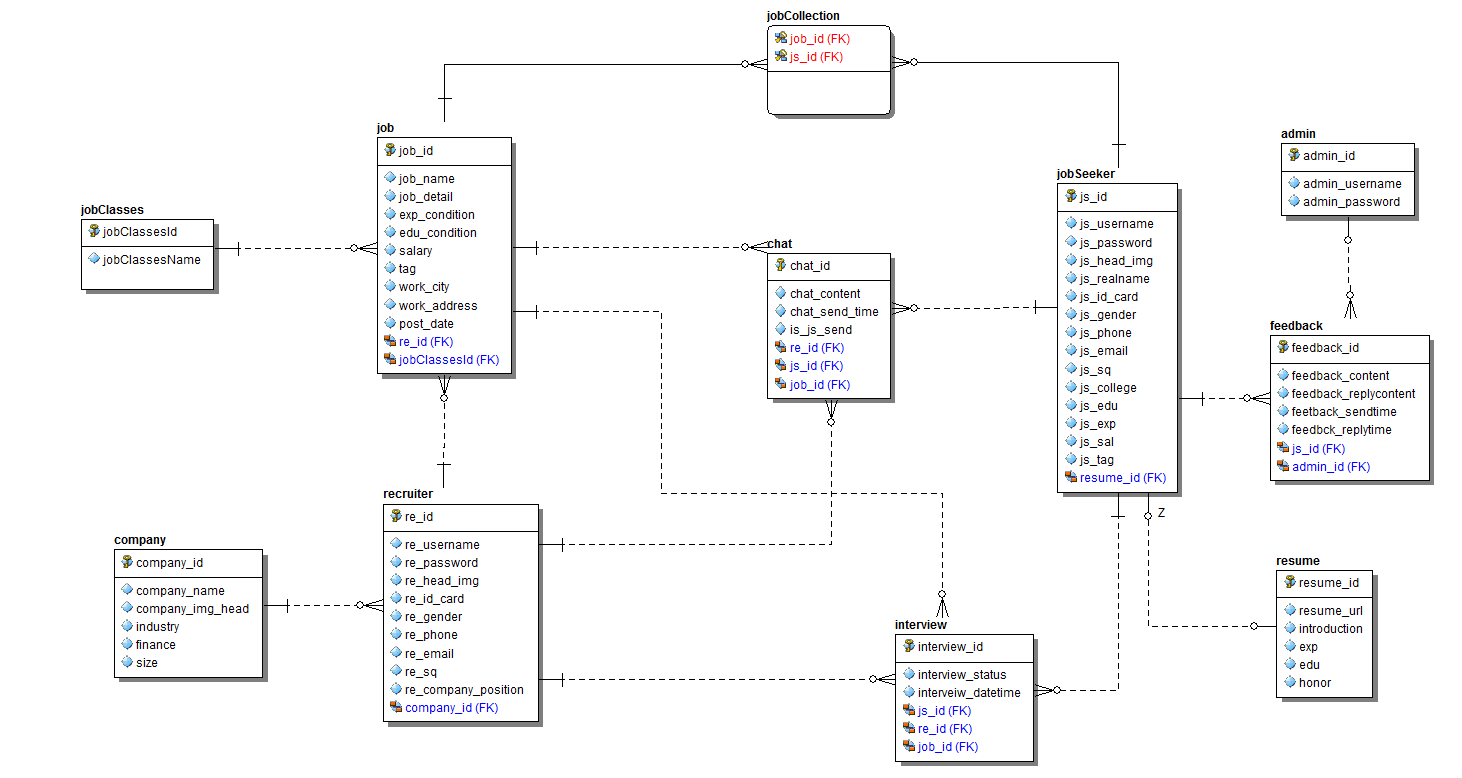 jobCollection
job_id (FK)
js_id (FK)
job
job_id
job_name
job_detail
exp_condition
edu_condition
salary
tag
work_city
work_address
post_date
re_id (FK)
jobClassesId (FK)
jobClasses
jobClassesId
jobClassesName
chat
chat_id
chat_content
chat_send_time
is_js_send
re_id (FK)
js_id (FK)
job_id (FK)
jobSeeker
js_id
js_username
js_password
js_head_img
js_realname
js_id_card
js_gender
js_phone
js_email
js_sq
js_college
js_edu
js_exp
js_sal
js_tag
resume_id (FK)
Z
admin
admin_id
admin_username
admin_password
feedback
feedback_id
feedback_content
feedback_replycontent
feetback_sendtime
feedbck_replytime
js_id (FK)
admin_id (FK)
recruiter
re_id
re_username
re_password
re_head_img
re_id_card
re_gender
re_phone
re_email
re_sq
re_company_position
company_id (FK)
company
company_id
company_name
company_img_head
industry
finance
size
interview
interview_id
interview_status
interveiw_datetime
js_id (FK)
re_id (FK)
job_id (FK)
resume
resume_id
resume_url
introduction
exp
edu
honor